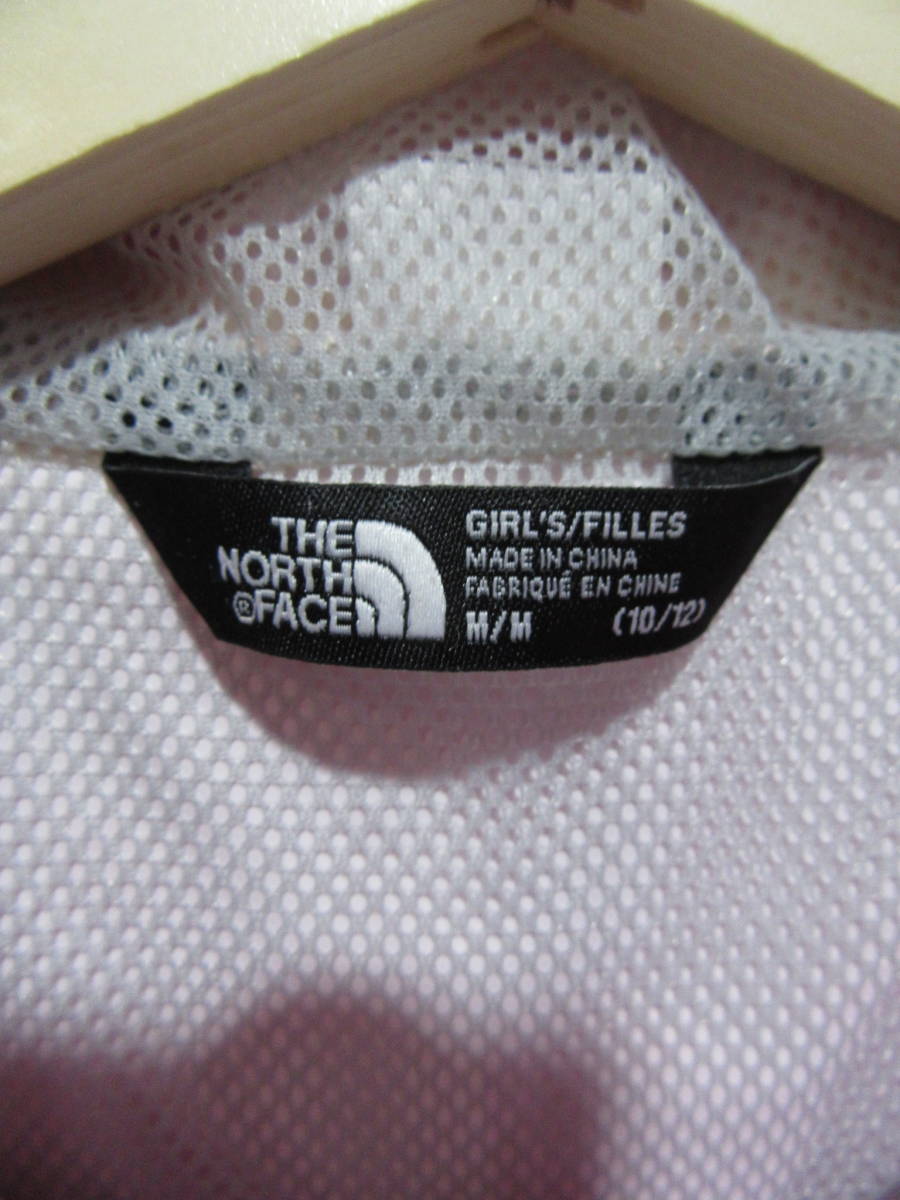 THE
NORTH
®FACE
GIRL'S/FILLES
MADE IN CHINA
FABRIQUÉ EN CHINE
M/M (10/12)